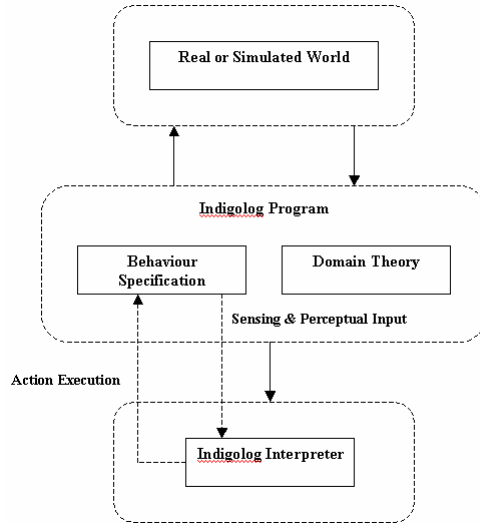 Real or Simulated World
Indigolog Program
Behaviour
Specification
Domain Theory
Sensing & Perceptual Input
Action Execution
Indigolog Interpreter